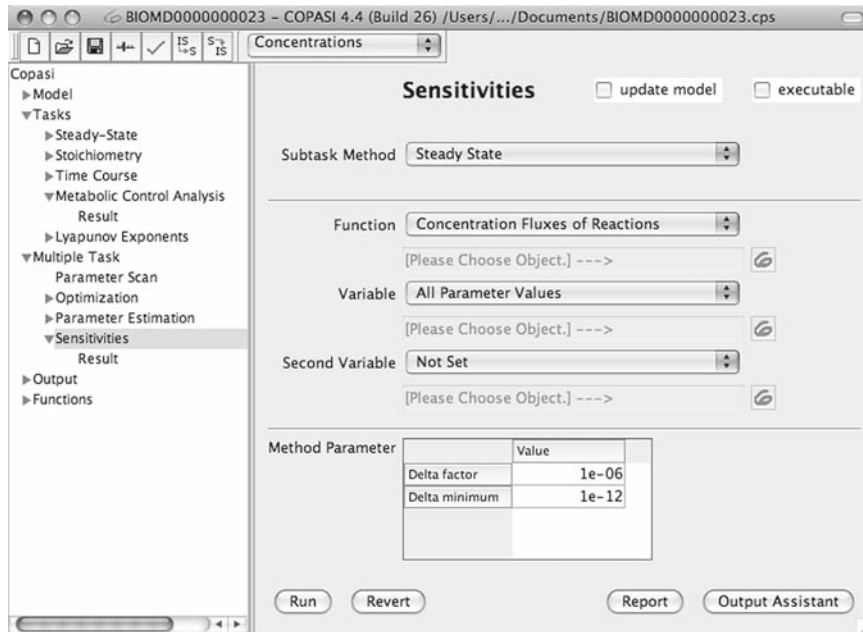 BIOMD0000000023 – COPASI 4.4 (Build 26) /Users/.../Documents/BIOMD0000000023.cps
IS S S IS Concentrations
Copasi
Model
Tasks
Steady-State
Stoichiometry
Time Course
Metabolic Control Analysis
Result
Lyapunov Exponents
Multiple Task
Parameter Scan
Optimization
Parameter Estimation
Sensitivities
Result
Output
Functions
Sensitivities update model executable
Subtask Method Steady State
Function Concentration Fluxes of Reactions
[Please Choose Object.] --->
Variable All Parameter Values
[Please Choose Object.] --->
Second Variable Not Set
[Please Choose Object.] --->
Method Parameter Value
Delta factor 1e-06
Delta minimum 1e-12
Run Revert Report Output Assistant